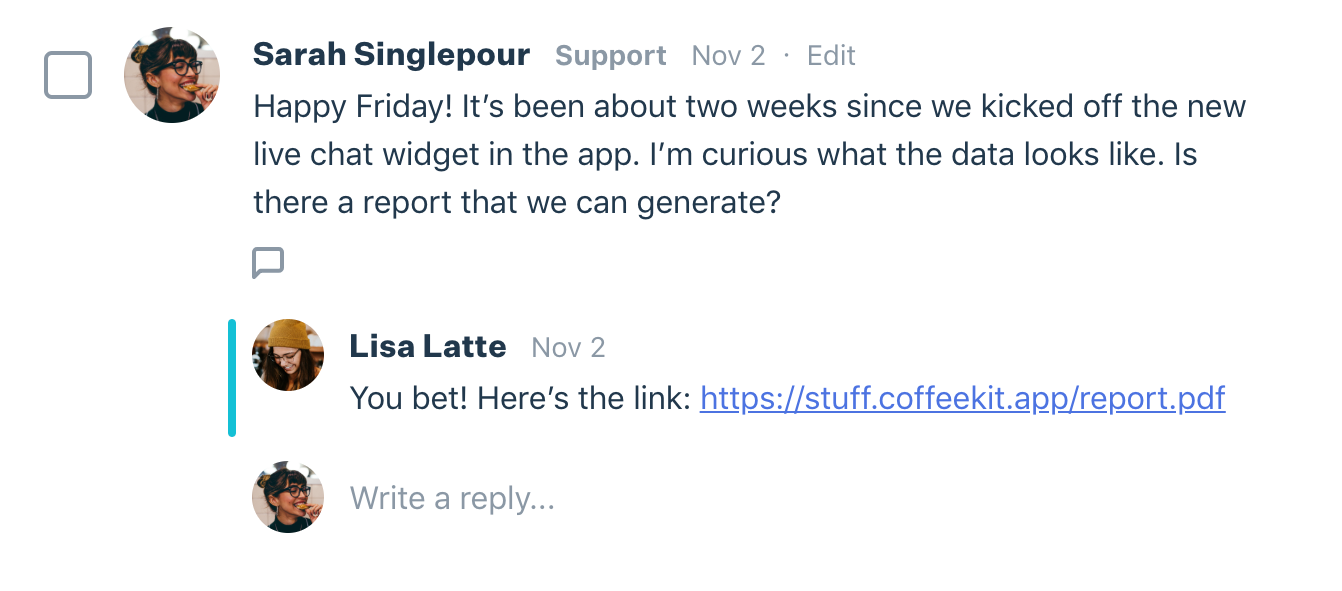 Sarah Singlepour Support Nov 2 · Edit
Happy Friday! It’s been about two weeks since we kicked off the new
live chat widget in the app. I’m curious what the data looks like. Is
there a report that we can generate?
Lisa Latte Nov 2
You bet! Here’s the link: https://stuff.coffeekit.app/report.pdf
Write a reply...